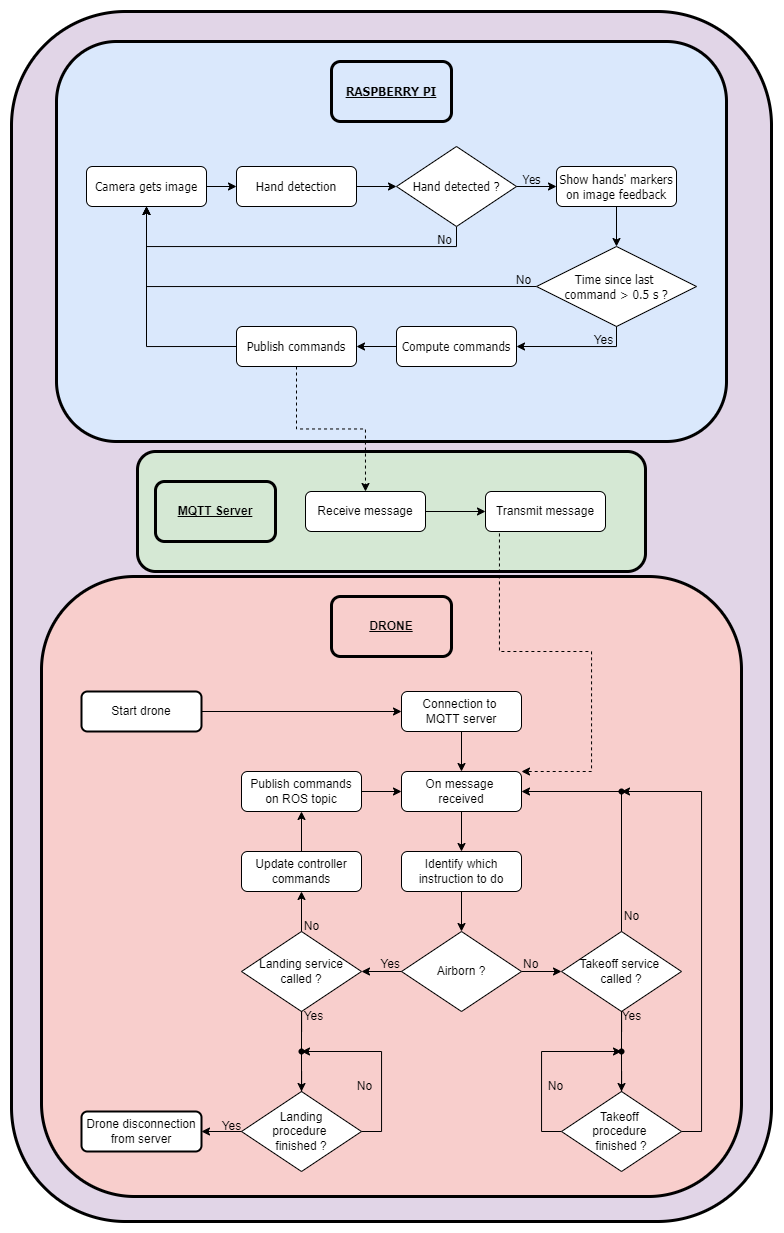 RASPBERRY PI
Camera gets image
Hand detection
Hand detected ?
Yes
Show hands' markers
on image feedback
No
No
Time since last
command > 0.5 s ?
Yes
Compute commands
Publish commands
MQTT Server
Receive message
Transmit message
DRONE
Start drone
Connection to
MQTT server
Publish commands
on ROS topic
On message
received
Update controller
commands
Identify which
instruction to do
No
No
Landing service
called ?
Yes
Airborn ?
No
Takeoff service
called ?
Yes
Yes
No
No
Drone disconnection
from server
Yes
Landing
procedure
finished ?
Takeoff
procedure
finished ?